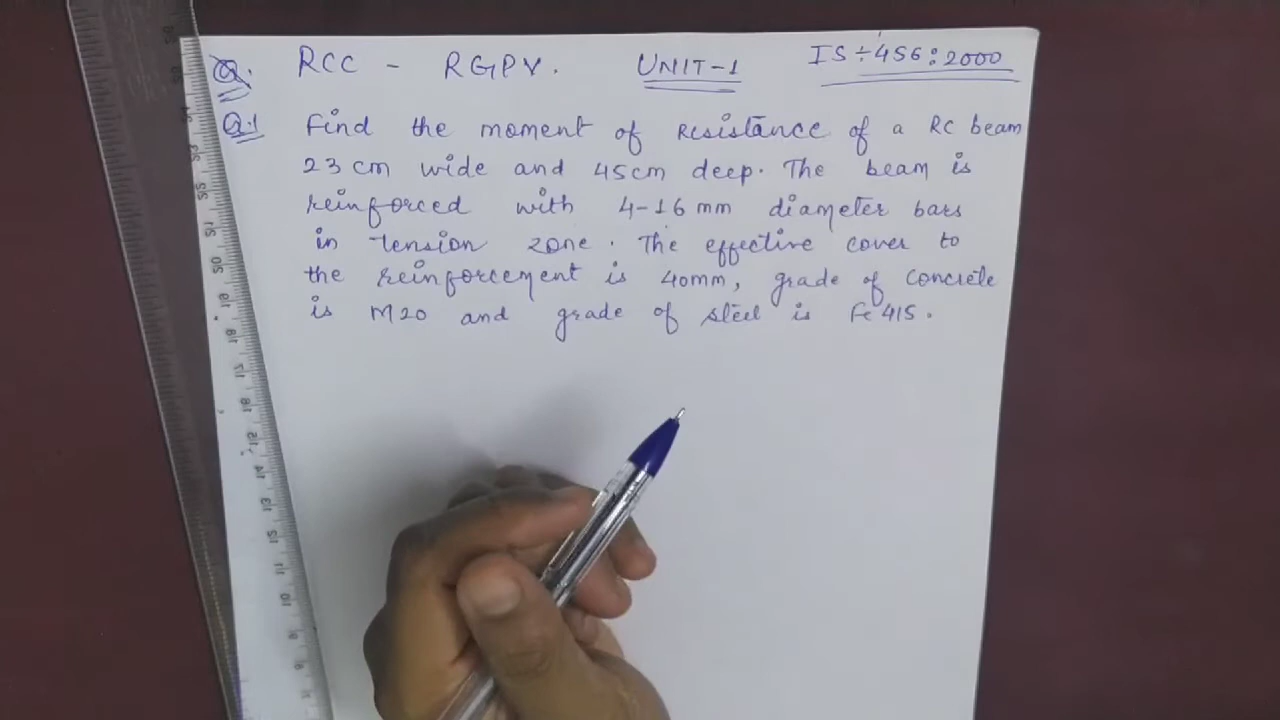 Q. RCC - RGPV. UNIT-1 IS÷456:2000
Q.1 Find the moment of resistance of a RC beam
23 cm wide and 45cm deep. The beam is
reinforced with 4-16 mm diameter bars
in tension zone. The effective cover to
the reinforcement is 40mm, grade of concrete
is M20 and grade of steel is Fe 415.